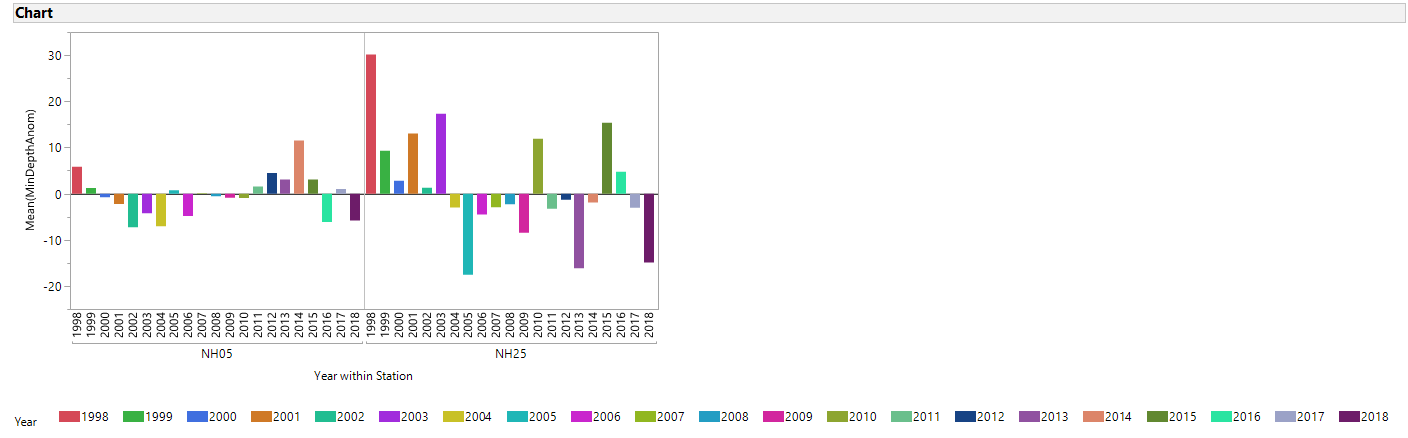 Chart
30
20
10
0
-10
-20
Mean(MinDepthAnom)
1998 1999 2000 2001 2002 2003 2004 2005 2006 2007 2008 2009 2010 2011 2012 2013 2014 2015 2016 2017 2018 1998 1999 2000 2001 2002 2003 2004 2005 2006 2007 2008 2009 2010 2011 2012 2013 2014 2015 2016 2017 2018
NH05 NH25
Year within Station
Year 1998 1999 2000 2001 2002 2003 2004 2005 2006 2007 2008 2009 2010 2011 2012 2013 2014 2015 2016 2017 2018